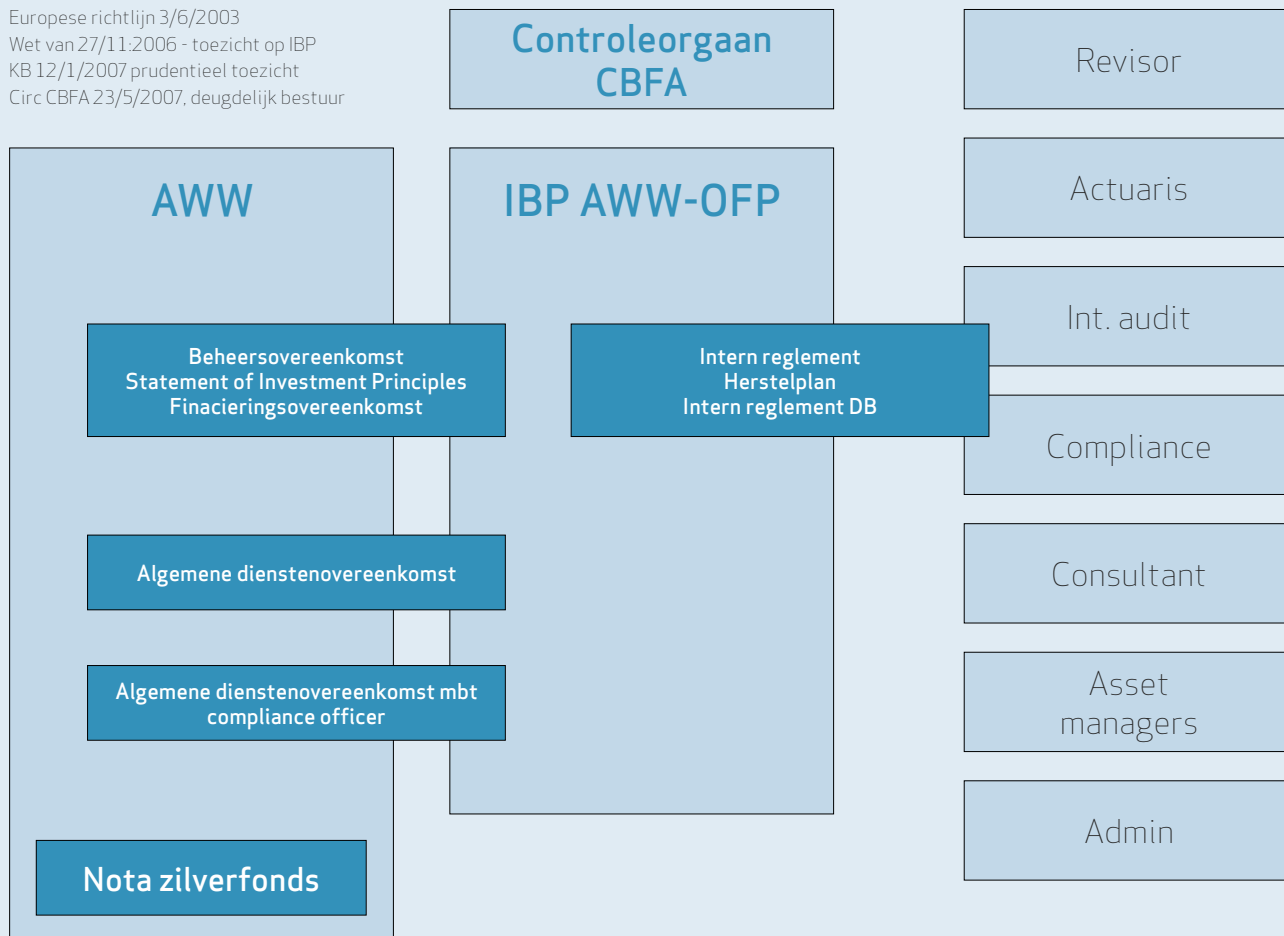 Europese richtlijn 3/6/2003
Wet van 27/11:2006 - toezicht op IBP
KB 12/1/2007 prudentieel toezicht
Circ CBFA 23/5/2007, deugdelijk bestuur
Controleorgaan
CBFA
Revisor
AWW
IBP AWW-OFP
Actuaris
Int. audit
Beheersovereenkomst
Statement of Investment Principles
Finacieringsovereenkomst
Intern reglement
Herstelplan
Intern reglement DB
Compliance
Algemene dienstenovereenkomst
Consultant
Algemene dienstenovereenkomst mbt
compliance officer
Asset
managers
Admin
Nota zilverfonds